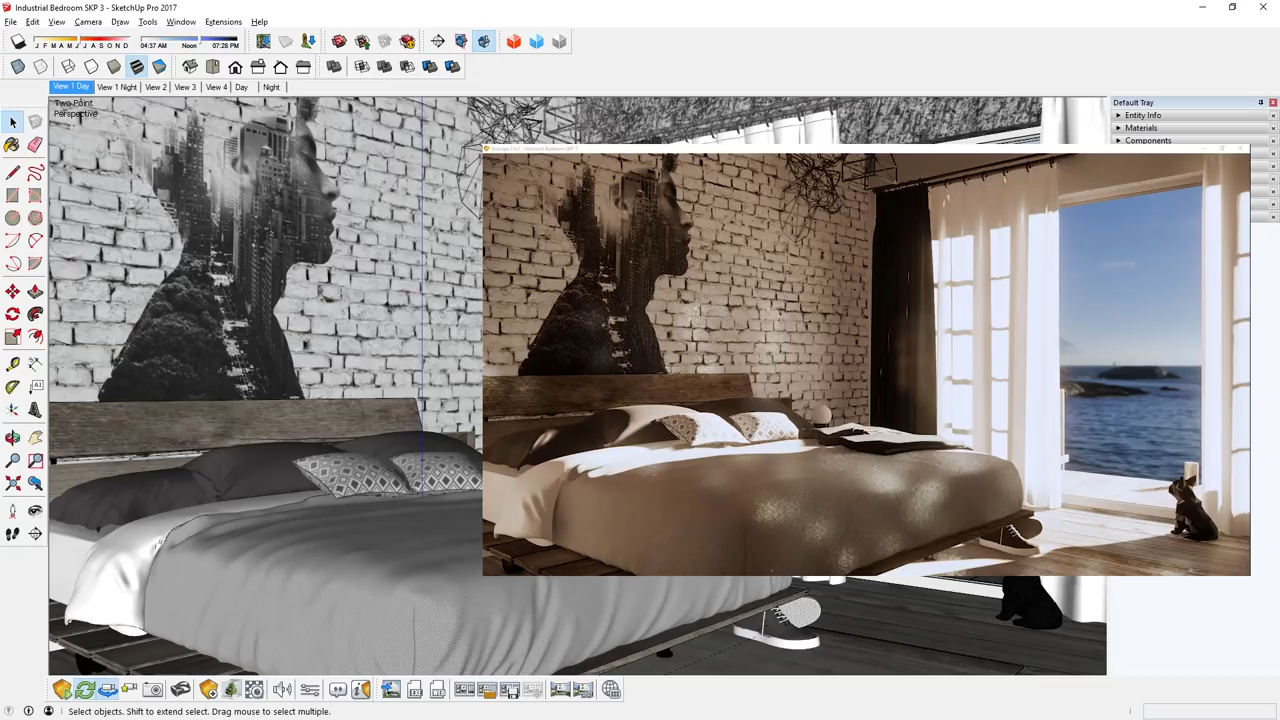 Industrial Bedroom SKP 3 - SketchUp Pro 2017
File Edit View Camera Draw Tools Window Extensions Help
J F M A M J J A S O N D 04:37 AM Noon 07:28 PM
View 1 Day View 1 Night View 2 View 3 View 4 Day Night
Two Point
Perspective
Default Tray
Entity Info
Materials
Components
A1
Select objects. Shift to extend select. Drag mouse to select multiple.